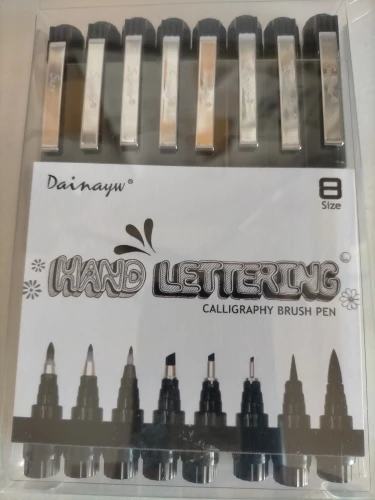 Dainayw®
8
Size
HAND LETTERING
CALLIGRAPHY BRUSH PEN